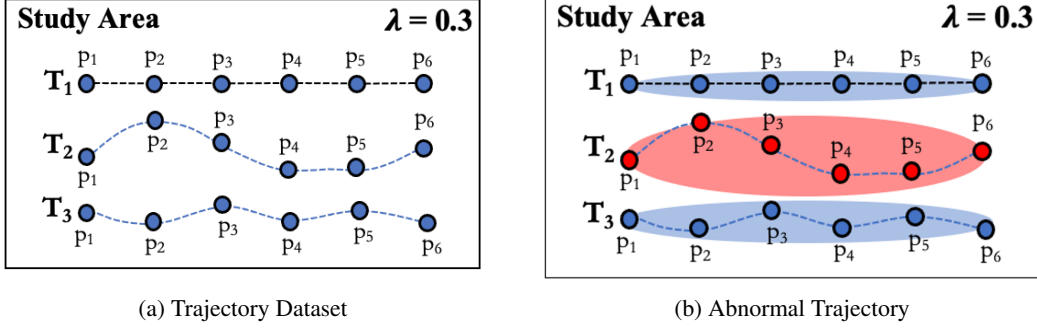 Study Area λ = 0.3
p₁ p₂ p₃ p₄ p₅ p₆
T₁
p₃ p₆
T₂
p₂ p₄ p₅
p₁
T₃
p₁ p₂ p₃ p₄ p₅ p₆
(a) Trajectory Dataset
Study Area λ = 0.3
p₁ p₂ p₃ p₄ p₅ p₆
T₁
p₃ p₆
T₂
p₂ p₄ p₅
p₁
T₃
p₁ p₂ p₃ p₄ p₅ p₆
(b) Abnormal Trajectory